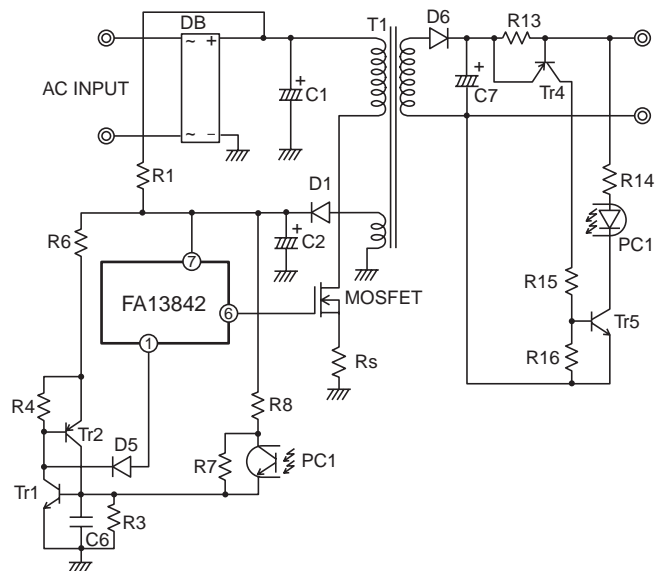 DB
T1
D6
R13
~ +
AC INPUT
+
C1
+
C7
Tr4
~ −
R1
R14
D1
PC1
R6
+
C2
7
MOSFET
FA13842
6
R15
Tr5
1
Rs
R16
R4
R8
Tr2
D5
R7
PC1
Tr1
R3
C6